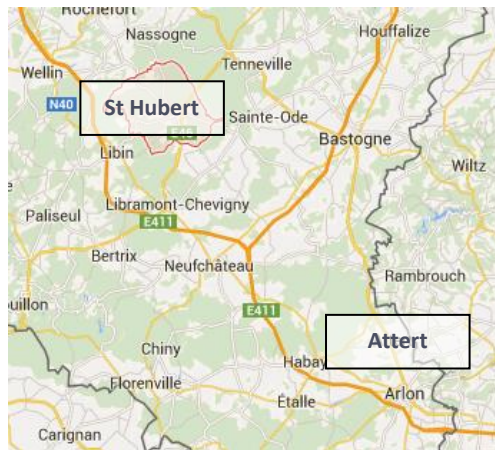 Rochefort
Nassogne
Houffalize
Wellin
Tenneville
St Hubert
N40
E46
Sainte-Ode
Bastogne
Libin
Wiltz
Libramont-Chevigny
Paliseul
E411
Bertrix
Neufchâteau
Rambrouch
ouillon
E411
Attert
Chiny
Habay
Florenville
Étalle
Arlon
Carignan